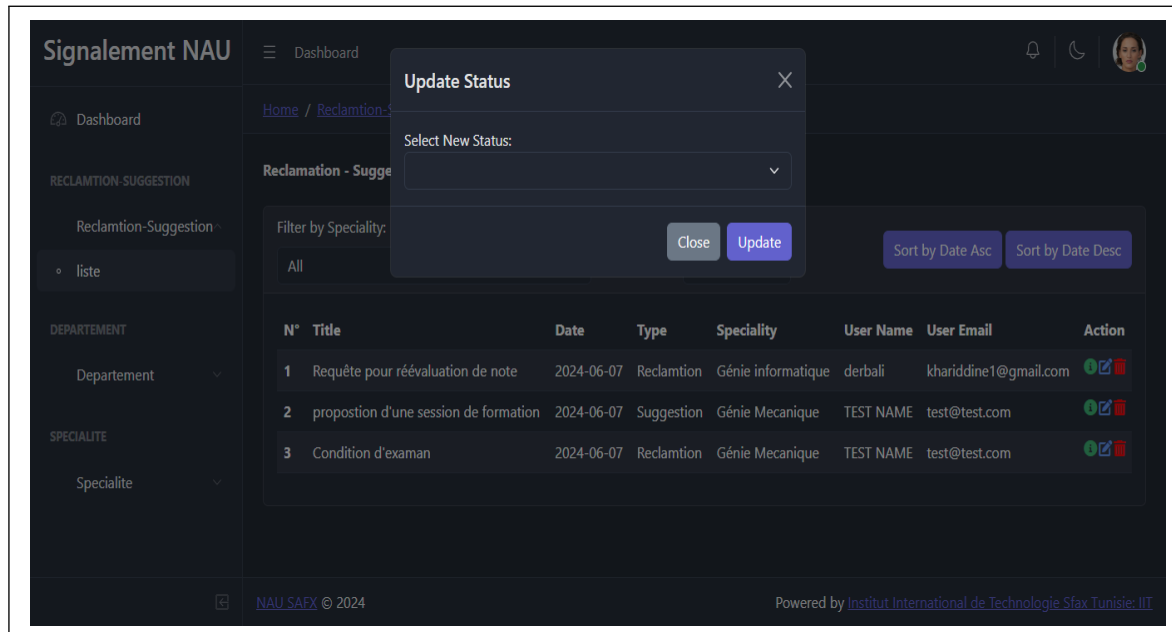 Signalement NAU
Dashboard
Update Status
Home / Reclamtion-S
Dashboard
Select New Status:
RECLAMTION-SUGGESTION
Reclamation - Sugge
Reclamtion-Suggestion
Filter by Speciality:
Close Update
Sort by Date Asc Sort by Date Desc
liste
All
DEPARTEMENT
N° Title Date Type Speciality User Name User Email Action
Departement
1 Requête pour réévaluation de note 2024-06-07 Reclamtion Génie informatique derbali khariddine1@gmail.com
2 propostion d'une session de formation 2024-06-07 Suggestion Génie Mecanique TEST NAME test@test.com
SPECIALITE
3 Condition d'examan 2024-06-07 Reclamtion Génie Mecanique TEST NAME test@test.com
Specialite
NAU SAFX © 2024
Powered by Institut International de Technologie Sfax Tunisie: IIT